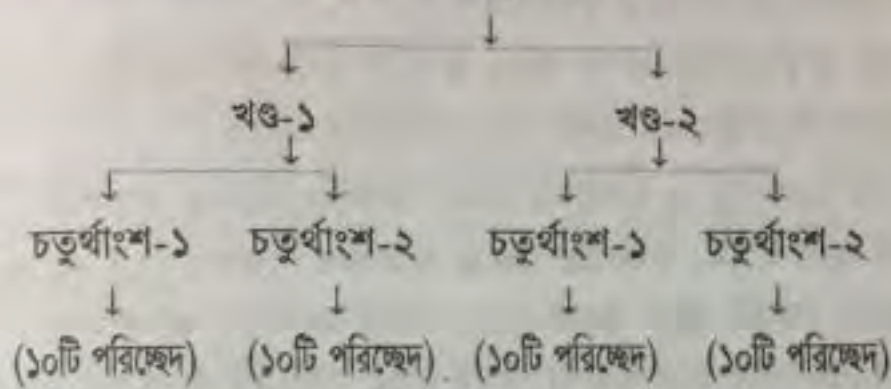 খণ্ড-১ খণ্ড-২
চতুর্থাংশ-১ চতুর্থাংশ-২ চতুর্থাংশ-১ চতুর্থাংশ-২
(১০টি পরিচ্ছেদ) (১০টি পরিচ্ছেদ) (১০টি পরিচ্ছেদ) (১০টি পরিচ্ছেদ)